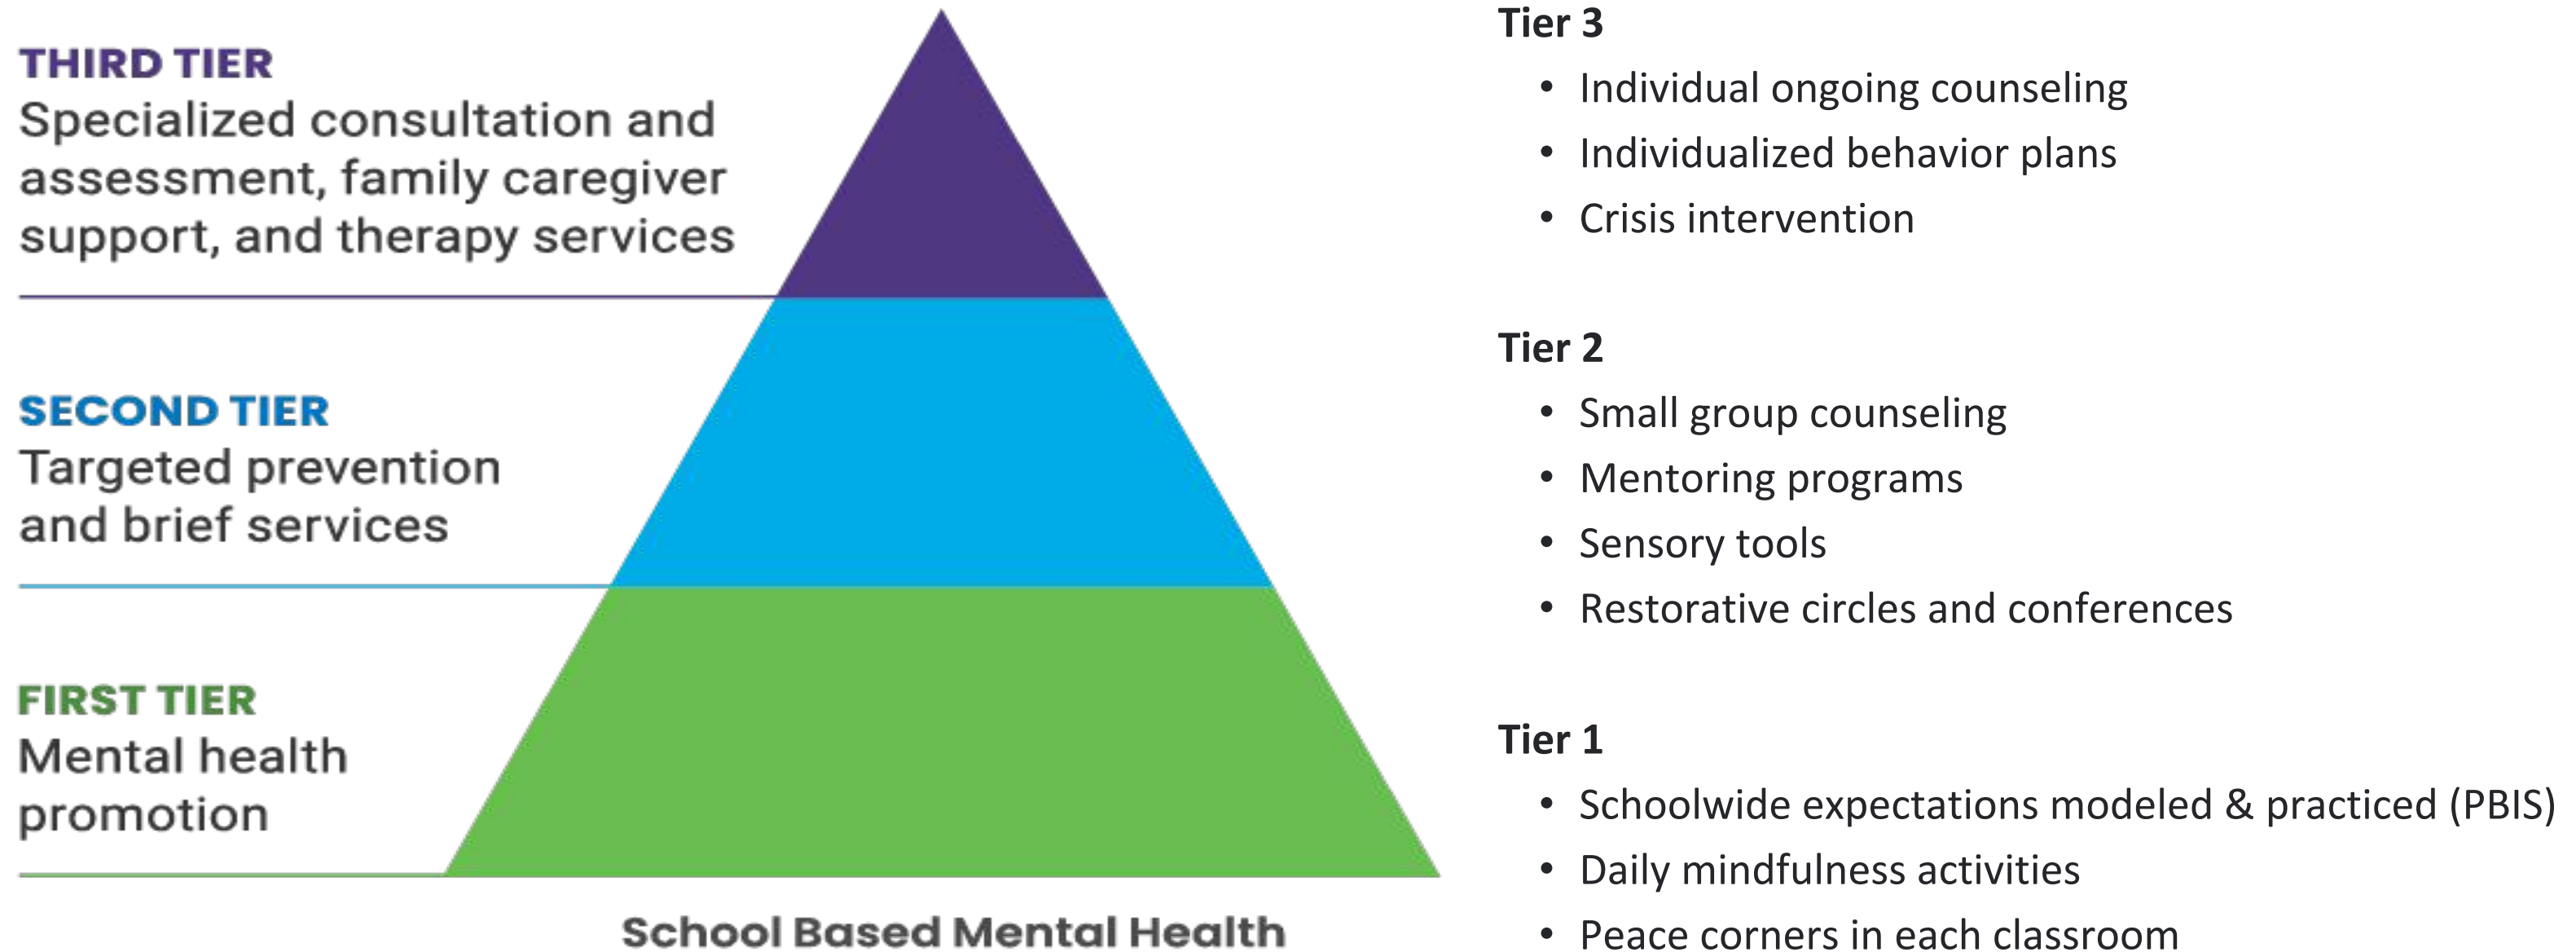 THIRD TIER
Specialized consultation and
assessment, family caregiver
support, and therapy services
SECOND TIER
Targeted prevention
and brief services
FIRST TIER
Mental health
promotion
School Based Mental Health
Tier 3
• Individual ongoing counseling
• Individualized behavior plans
• Crisis intervention
Tier 2
• Small group counseling
• Mentoring programs
• Sensory tools
• Restorative circles and conferences
Tier 1
• Schoolwide expectations modeled & practiced (PBIS)
• Daily mindfulness activities
• Peace corners in each classroom